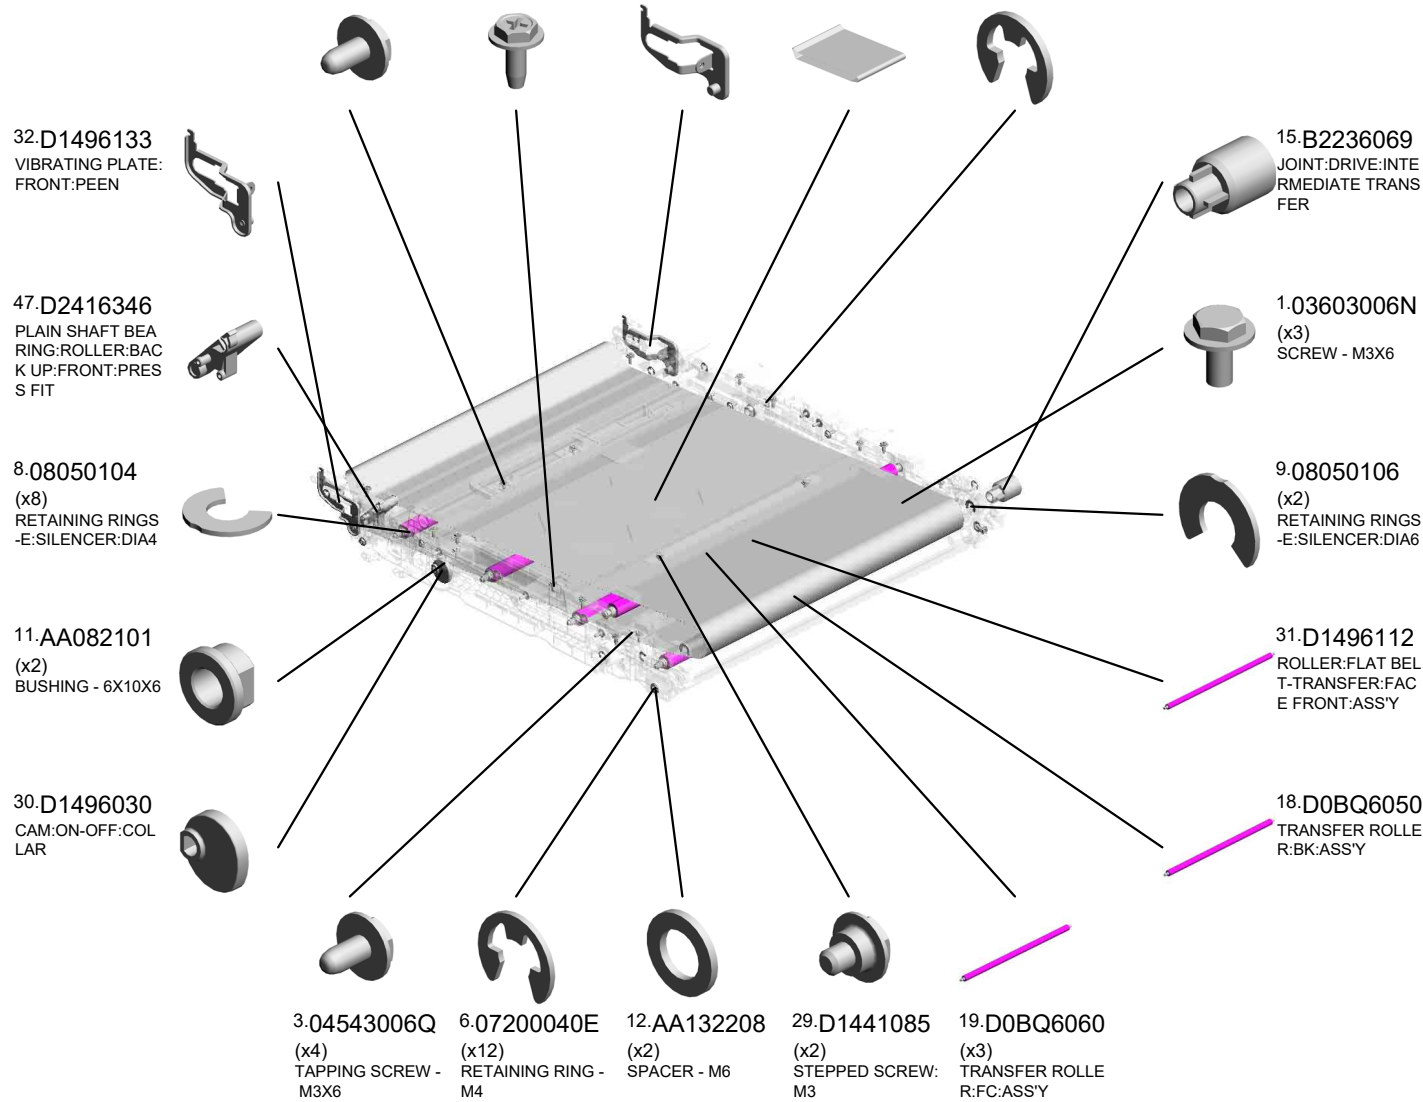 32.D1496133
VIBRATING PLATE:
FRONT:PEEN
47.D2416346
PLAIN SHAFT BEA
RING:ROLLER:BAC
K UP:FRONT:PRES
S FIT
8.08050104
(x8)
RETAINING RINGS
-E:SILENCER:DIA4
11.AA082101
(x2)
BUSHING - 6X10X6
30.D1496030
CAM:ON-OFF:COL
LAR
15.B2236069
JOINT:DRIVE:INTE
RMEDIATE TRANS
FER
1.03603006N
(x3)
SCREW - M3X6
9.08050106
(x2)
RETAINING RINGS
-E:SILENCER:DIA6
31.D1496112
ROLLER:FLAT BEL
T-TRANSFER:FAC
E FRONT:ASS'Y
18.D0BQ6050
TRANSFER ROLLE
R:BK:ASS'Y
3.04543006Q
(x4)
TAPPING SCREW -
M3X6
6.07200040E
(x12)
RETAINING RING -
M4
12.AA132208
(x2)
SPACER - M6
29.D1441085
(x2)
STEPPED SCREW:
M3
19.D0BQ6060
(x3)
TRANSFER ROLLE
R:FC:ASS'Y